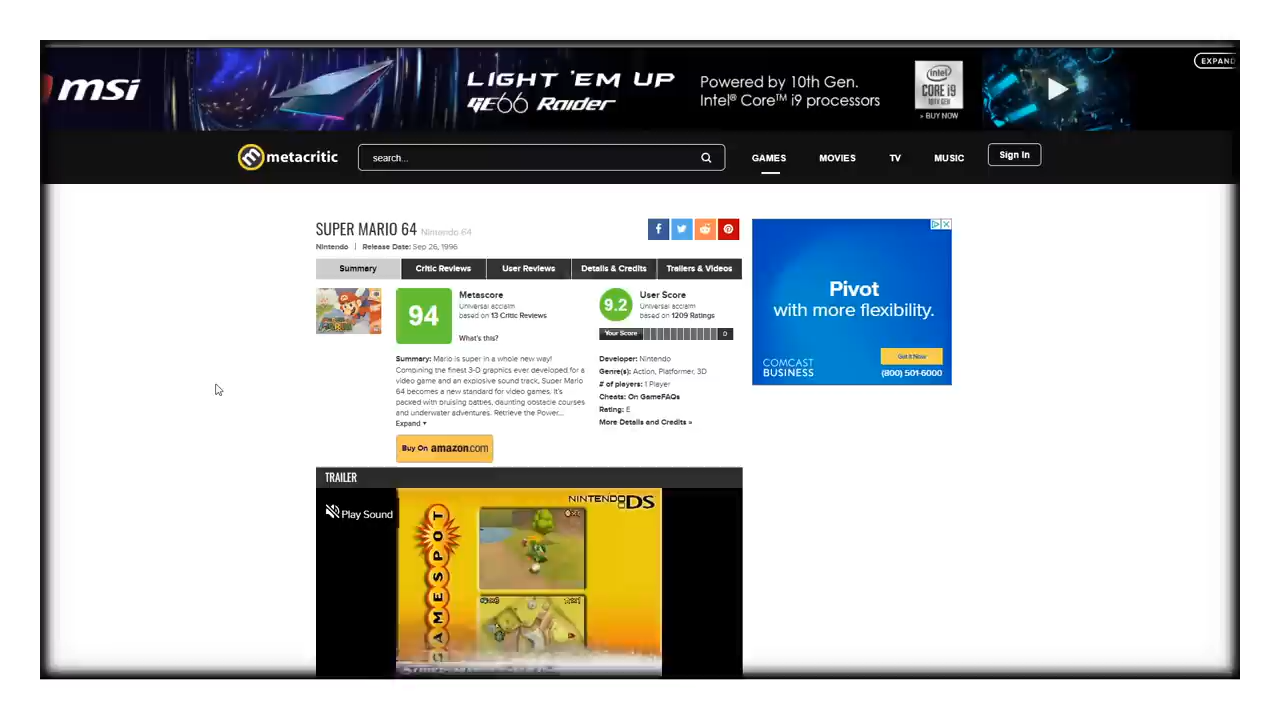 EXPAND
msi
LIGHT 'EM UP
GE66 Raider
Powered by 10th Gen.
Intel® Core™ i9 processors
intel
CORE i9
10TH GEN
> BUY NOW
metacritic
search...
GAMES
MOVIES
TV
MUSIC
Sign In
SUPER MARIO 64 Nintendo 64
Nintendo | Release Date: Sep 26, 1996
Summary
Critic Reviews
User Reviews
Details & Credits
Trailers & Videos
94
Metascore
Universal acclaim
based on 13 Critic Reviews
What's this?
9.2
User Score
Universal acclaim
based on 1209 Ratings
Your Score
0
Summary: Mario is super in a whole new way!
Combining the finest 3-D graphics ever developed for a
video game and an explosive sound track, Super Mario
64 becomes a new standard for video games. It's
packed with bruising battles, daunting obstacle courses
and underwater adventures. Retrieve the Power...
Expand
Developer: Nintendo
Genre(s): Action, Platformer, 3D
# of players: 1 Player
Cheats: On GameFAQs
Rating: E
More Details and Credits »
Buy On amazon.com
Pivot
with more flexibility.
COMCAST
BUSINESS
Get It Now
(800) 501-6000
TRAILER
Play Sound
NINTENDO DS
GAMESPOT